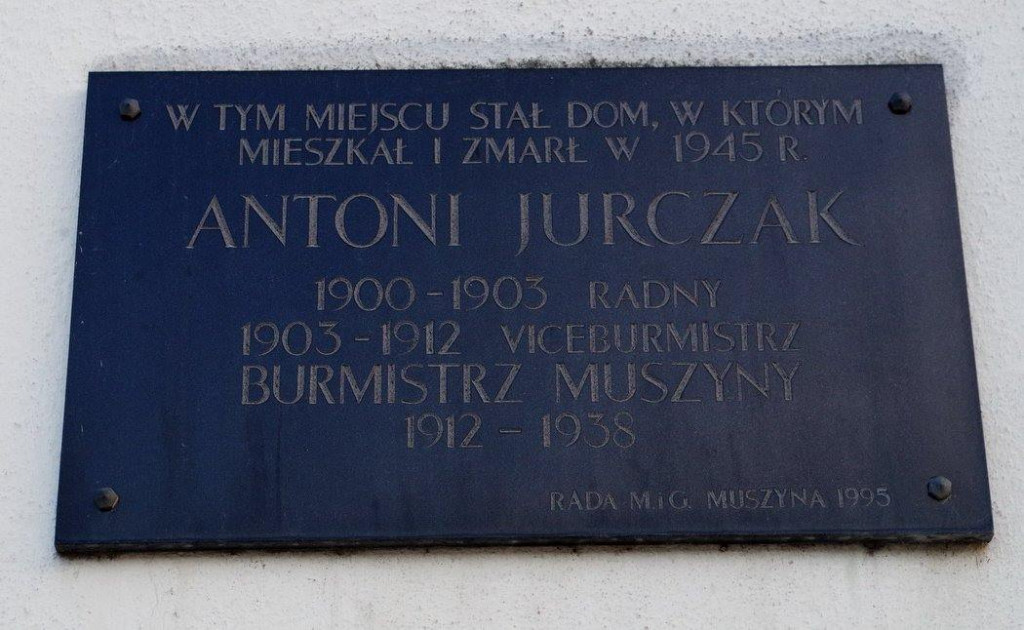 W TYM MIEJSCU STAŁ DOM, W KTÓRYM
MIESZKAŁ I ZMARŁ W 1945 R.
ANTONI JURCZAK
1900 - 1903 RADNY
1903 - 1912 VICEBURMISTRZ
BURMISTRZ MUSZYNY
1912 - 1938
RADA M.iG. MUSZYNA 1995